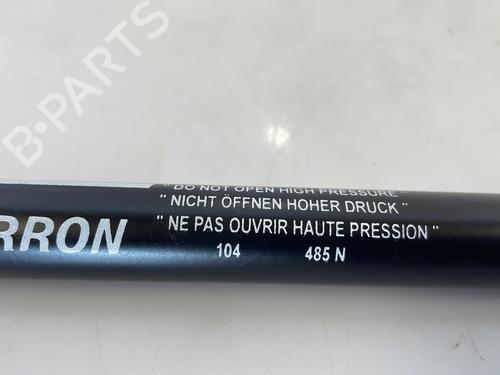 B-PARTS
" DO NOT OPEN HIGH PRESSURE "
" NICHT ÖFFNEN HOHER DRUCK "
RRON " NE PAS OUVRIR HAUTE PRESSION "
104 485 N